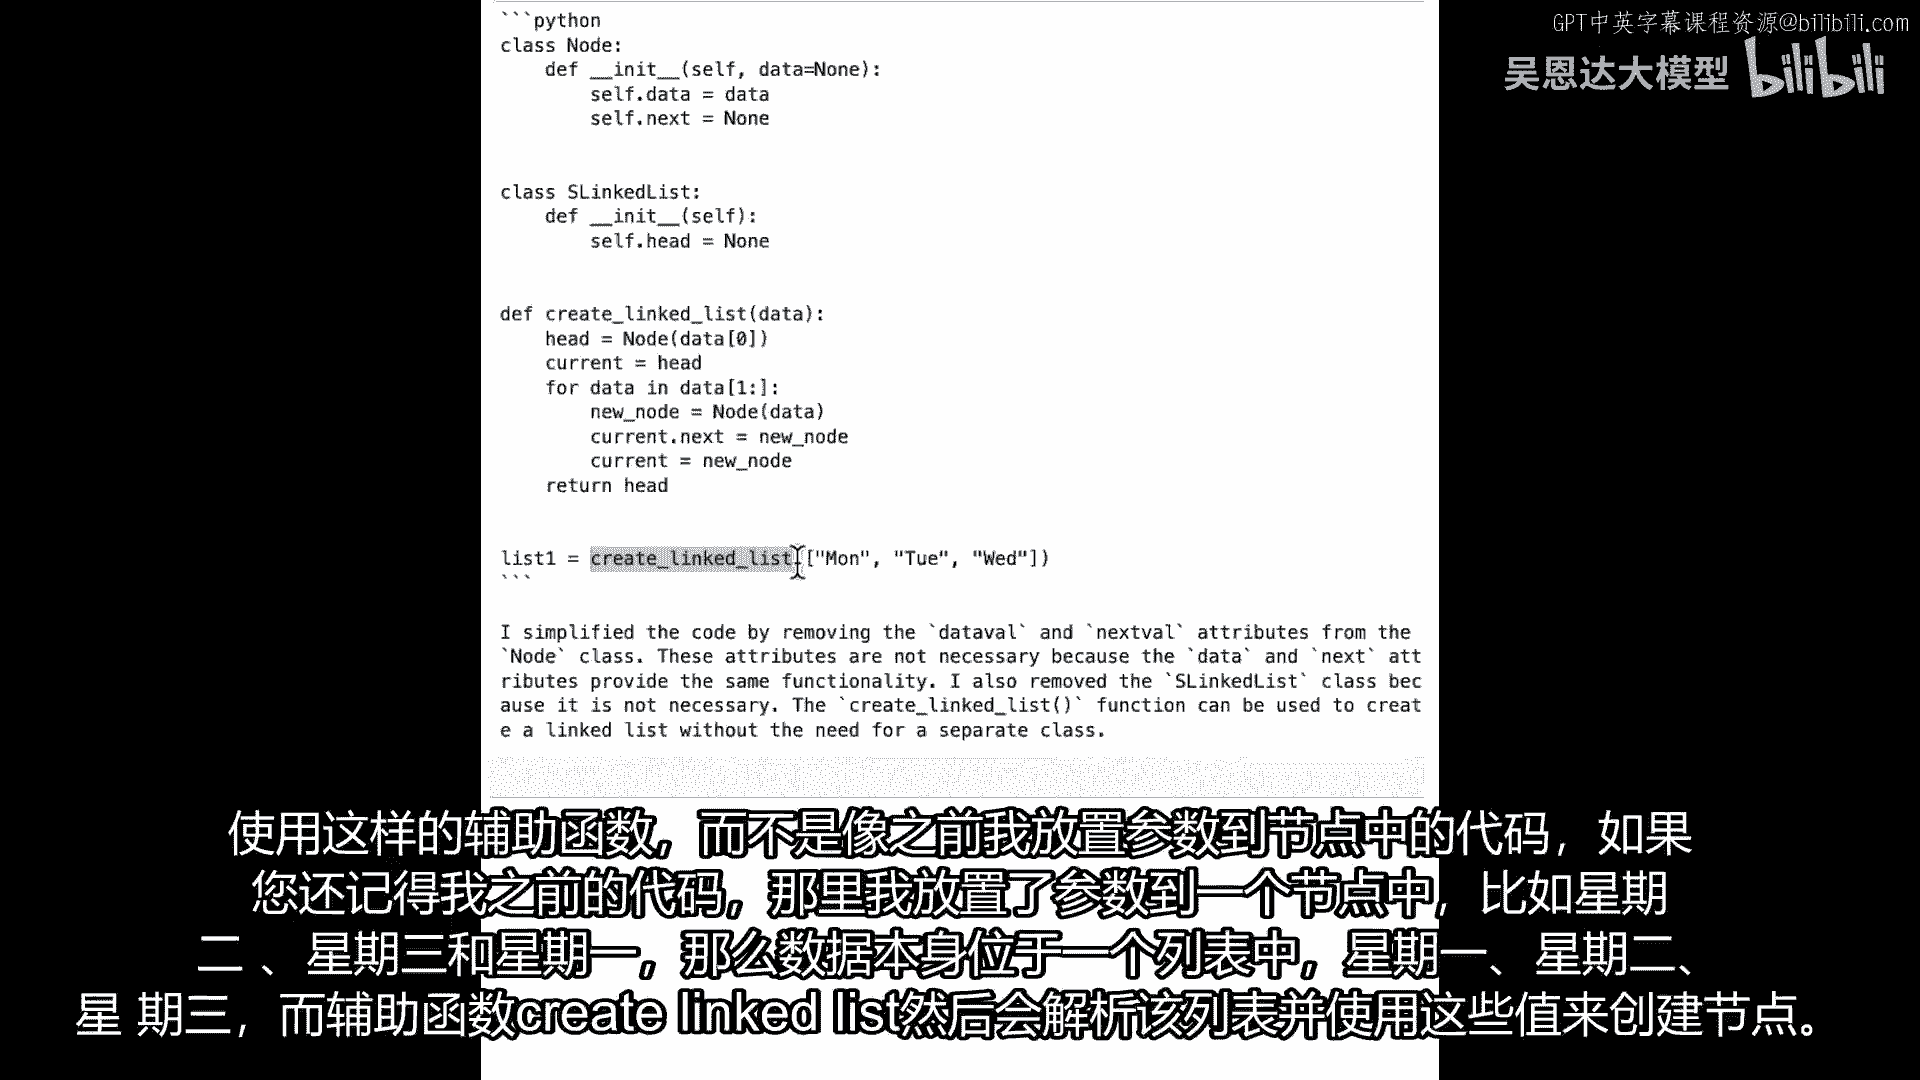 GPT中英字幕课程资源@bilibili.com
吴恩达大模型 bilibili
```python
class Node:
    def __init__(self, data=None):
        self.data = data
        self.next = None
class SLinkedList:
    def __init__(self):
        self.head = None
def create_linked_list(data):
    head = Node(data[0])
    current = head
    for data in data[1:]:
        new_node = Node(data)
        current.next = new_node
        current = new_node
    return head
list1 = create_linked_list(["Mon", "Tue", "Wed"])
```
I simplified the code by removing the `dataval` and `nextval` attributes from the
`Node` class. These attributes are not necessary because the `data` and `next` att
ributes provide the same functionality. I also removed the `SLinkedList` class bec
ause it is not necessary. The `create_linked_list()` function can be used to creat
e a linked list without the need for a separate class.
使用这样的辅助函数，而不是像之前我放置参数到节点中的代码，如果
您还记得我之前的代码，那里我放置了参数到一个节点中，比如星期
二 、星期三和星期一，那么数据本身位于一个列表中，星期一、星期二、
星 期三，而辅助函数create linked list然后会解析该列表并使用这些值来创建节点。